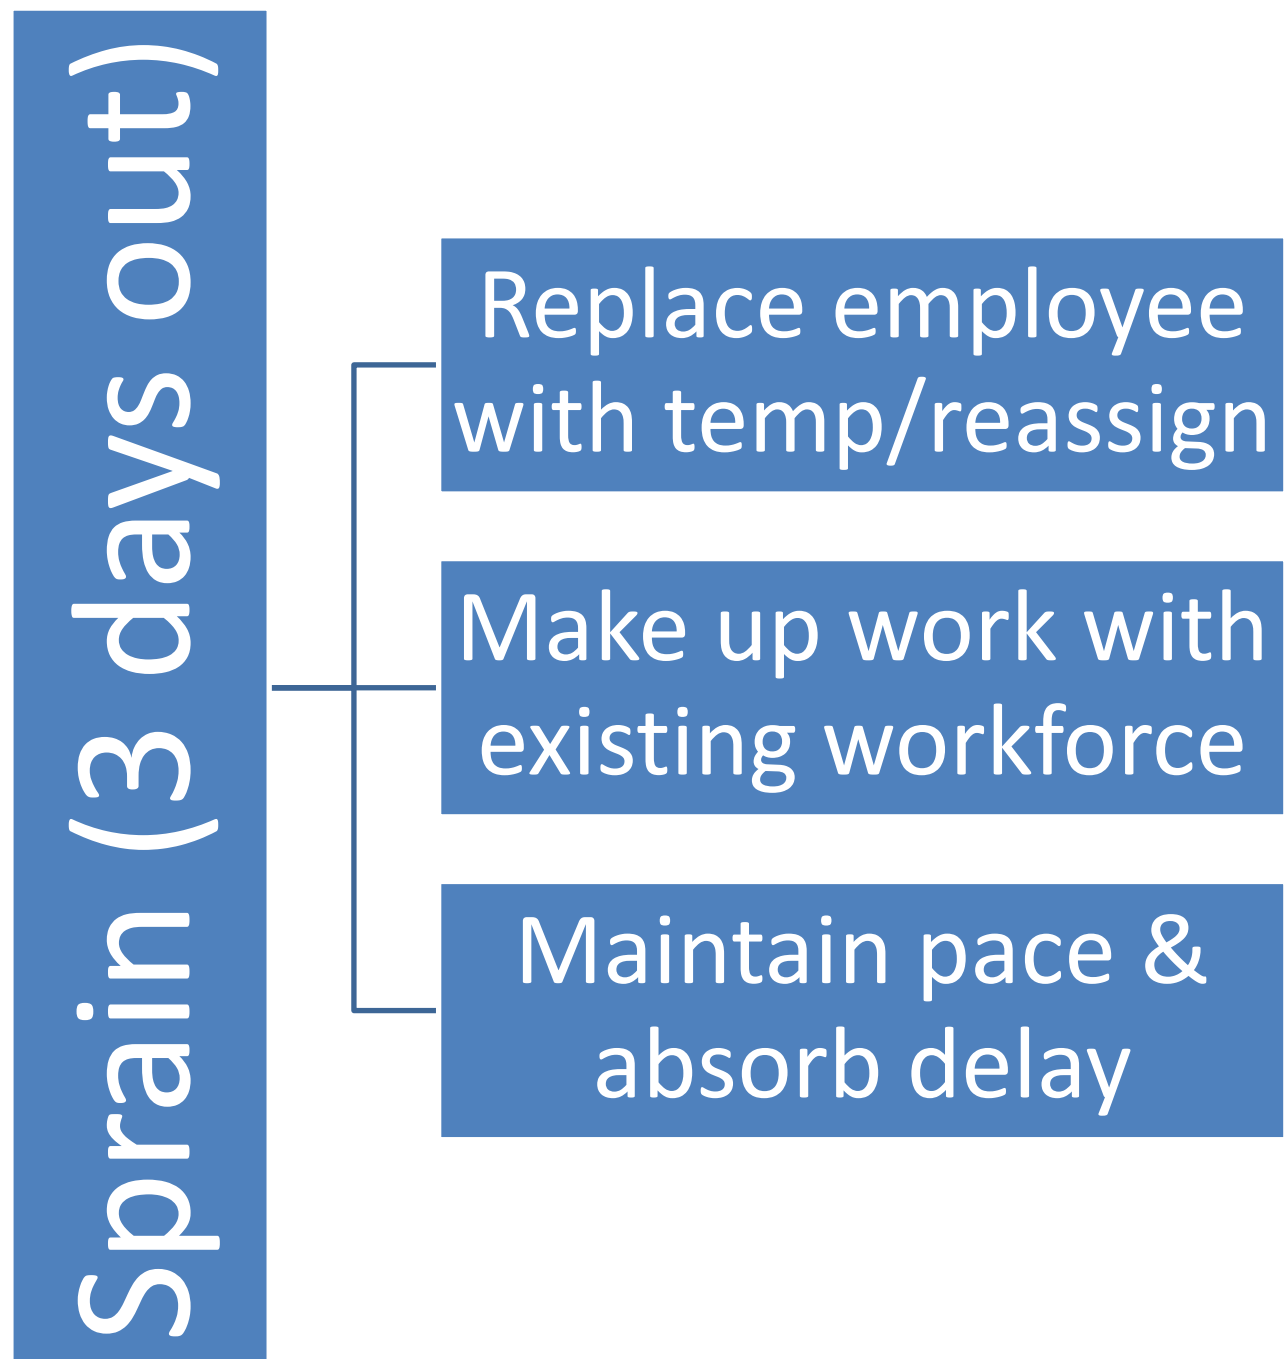 Sprain (3 days out)
Replace employee
with temp/reassign
Make up work with
existing workforce
Maintain pace &
absorb delay